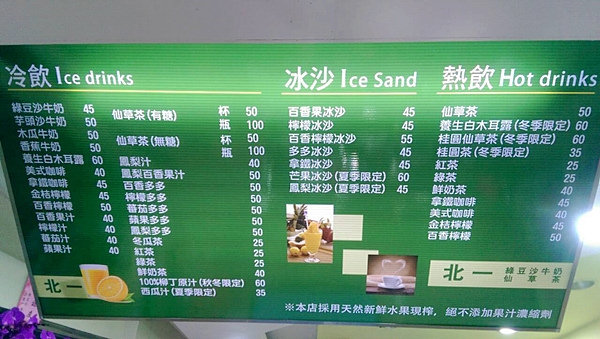 冷飲 Ice drinks
綠豆沙牛奶 45
芋頭沙牛奶 50
木瓜牛奶 50
香蕉牛奶 50
養生白木耳露 60
美式咖啡 40
拿鐵咖啡 45
金桔檸檬 45
百香檸檬 50
百香果汁 40
檸檬汁 40
蕃茄汁 40
蘋果汁 40
仙草茶(有糖) 杯 50
瓶 100
仙草茶(無糖) 杯 50
瓶 100
鳳梨汁 40
鳳梨百香果汁 50
百香多多 50
檸檬多多 50
蕃茄多多 50
蘋果多多 50
鳳梨多多 50
冬瓜茶 25
紅茶 25
綠茶 25
鮮奶茶 40
100%柳丁原汁(秋冬限定) 60
西瓜汁(夏季限定) 35
冰沙 Ice Sand
百香果冰沙 45
檸檬冰沙 45
百香檸檬冰沙 55
多多冰沙 45
拿鐵冰沙 45
芒果冰沙(夏季限定) 60
鳳梨冰沙(夏季限定) 45
熱飲 Hot drinks
仙草茶 50
養生白木耳露(冬季限定) 60
桂圓仙草茶(冬季限定) 60
桂圓茶(冬季限定) 35
紅茶 25
綠茶 25
鮮奶茶 40
拿鐵咖啡 45
美式咖啡 40
金桔檸檬 45
百香檸檬 50
北一
北一 綠豆沙牛奶
仙草茶
※本店採用天然新鮮水果現榨，絕不添加果汁濃縮劑